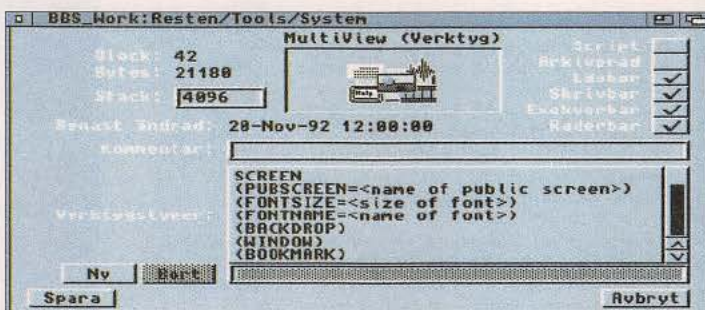 BBS_Work:Resten/Tools/System
MultiView (Verktyg)
Block: 42
Bytes: 21180
Stack: 4096
Script
Arkiverad
Läsbar
Skrivbar
Exekverbar
Raderbar
Senast ändrad: 20-Nov-92 12:00:00
Kommentar:
Verktygstyper:
SCREEN
(PUBSCREEN=<name of public screen>)
(FONTSIZE=<size of font>)
(FONTNAME=<name of font>)
(BACKDROP)
(WINDOW)
(BOOKMARK)
Ny
Bort
Spara
Avbryt